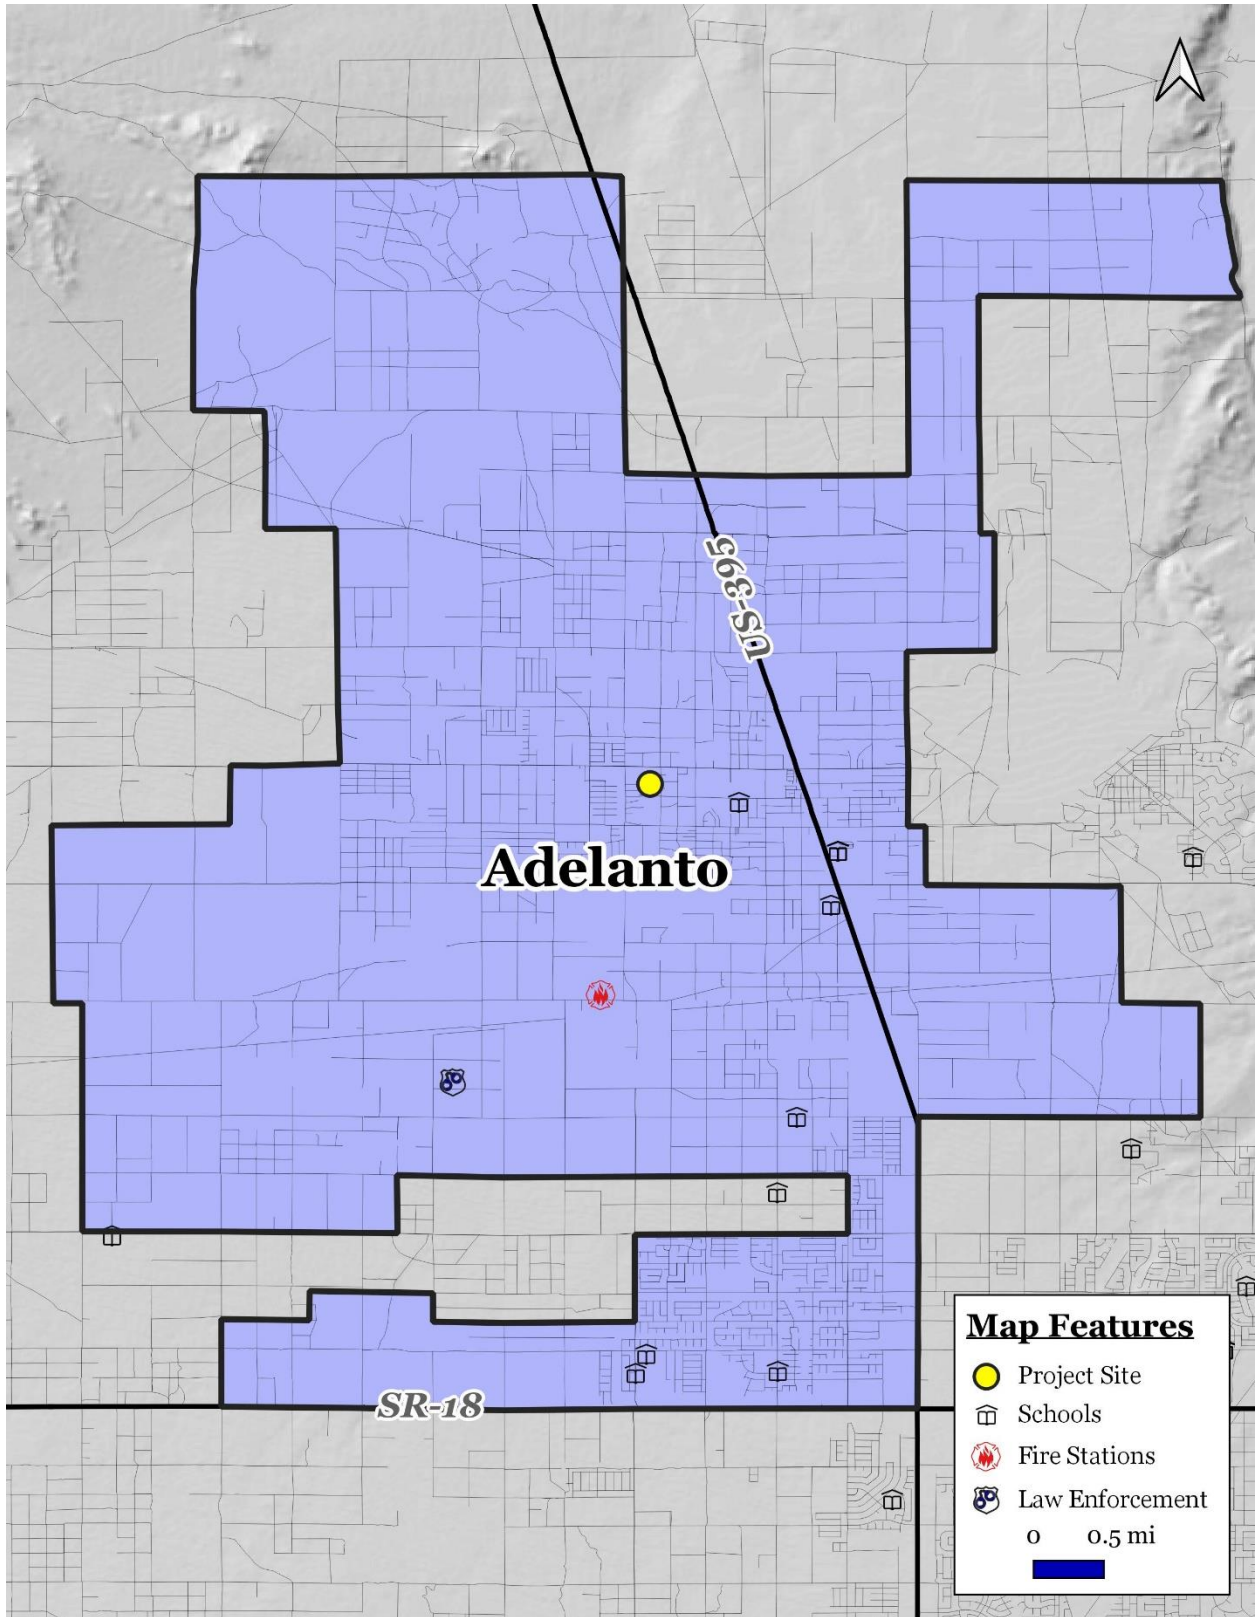 US-395
Adelanto
SR-18
Map Features
Project Site
Schools
Fire Stations
Law Enforcement
0 0.5 mi